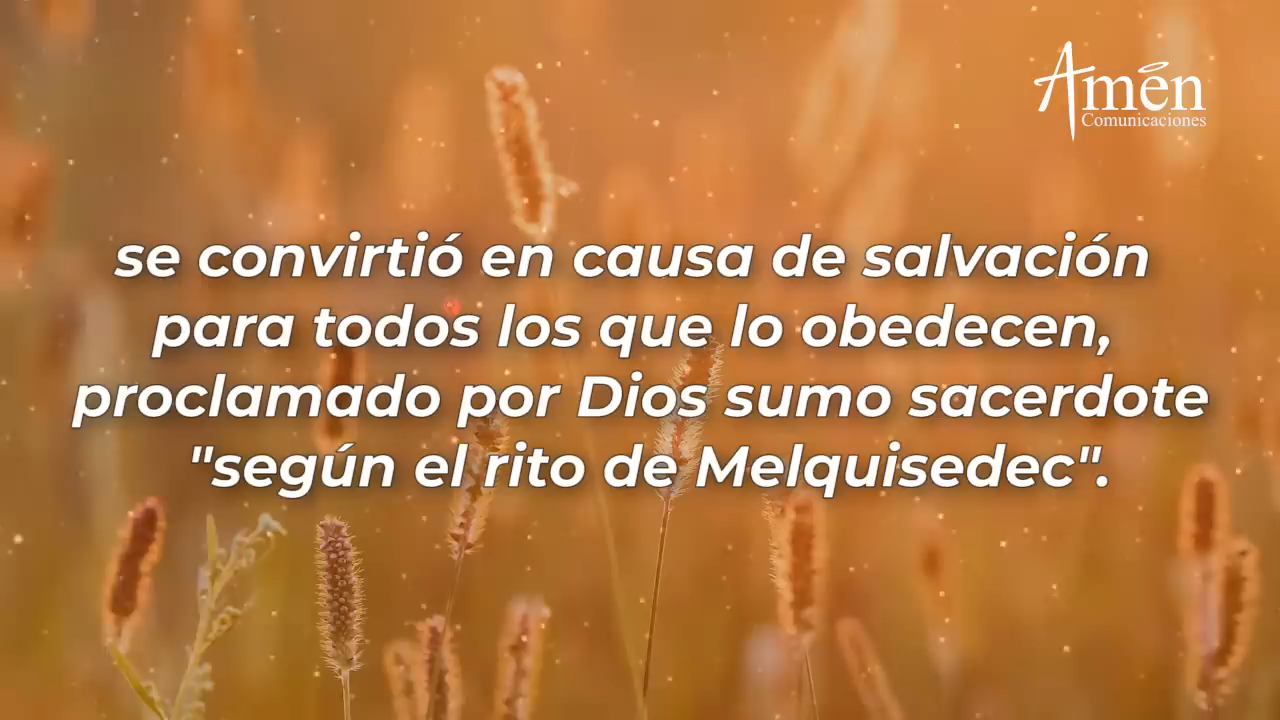 Amén
Comunicaciones
se convirtió en causa de salvación
para todos los que lo obedecen,
proclamado por Dios sumo sacerdote
"según el rito de Melquisedec".